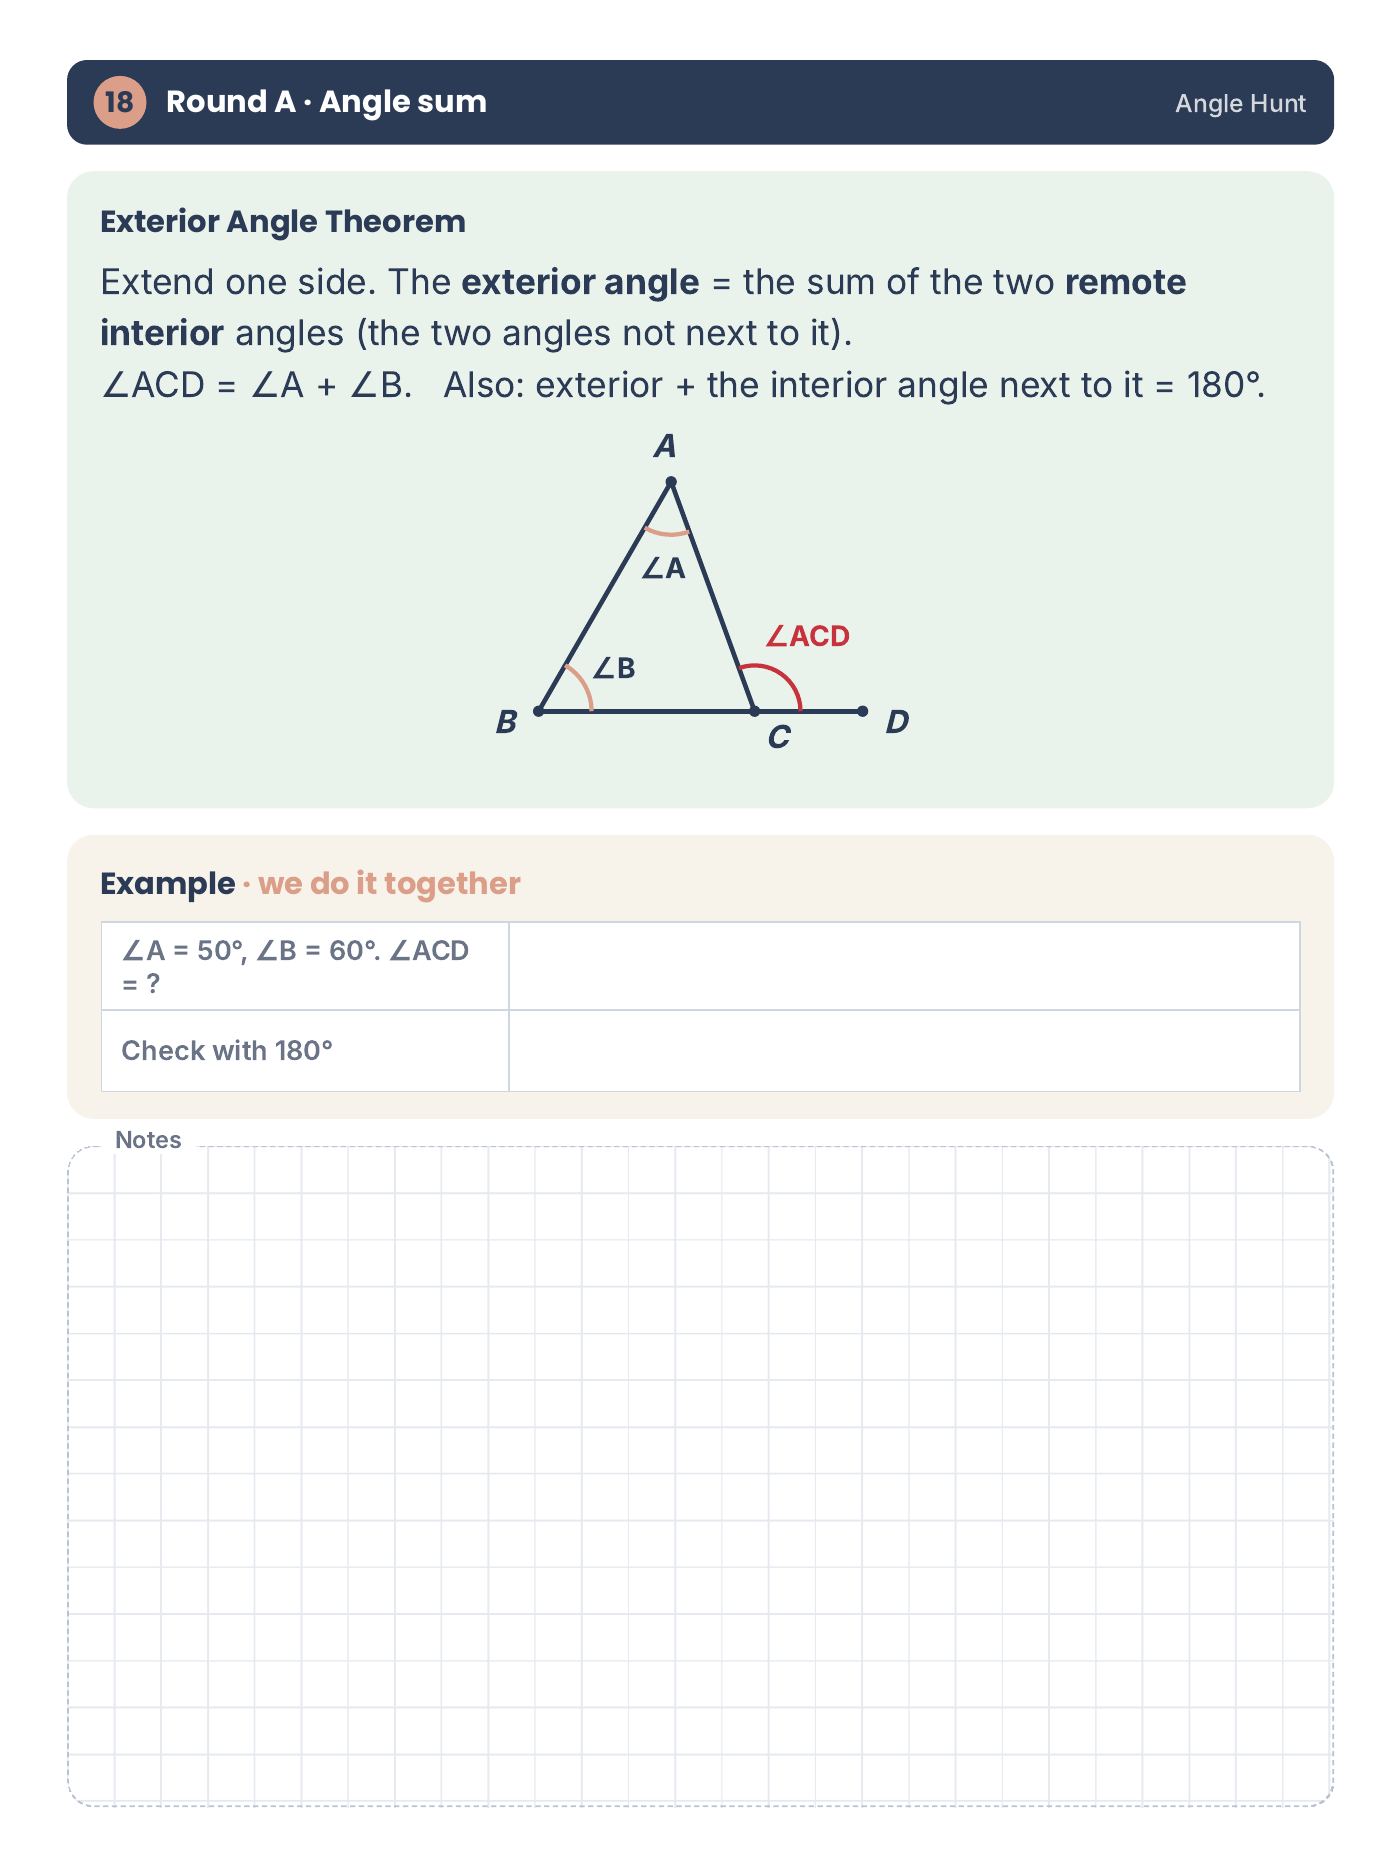 18 Round A · Angle sum
Angle Hunt
Exterior Angle Theorem
Extend one side. The exterior angle = the sum of the two remote
interior angles (the two angles not next to it).
∠ACD = ∠A + ∠B. Also: exterior + the interior angle next to it = 180°.
A
∠A
∠ACD
∠B
B
C
D
Example · we do it together
∠A = 50°, ∠B = 60°. ∠ACD
= ?
Check with 180°
Notes